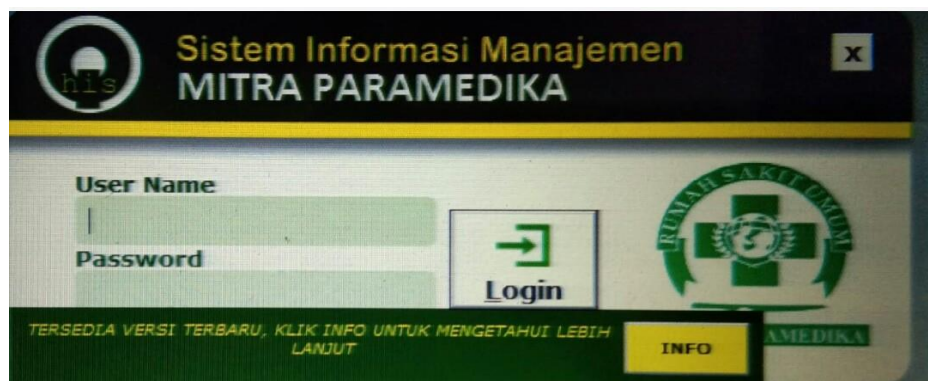 his
Sistem Informasi Manajemen
MITRA PARAMEDIKA
X
User Name
Password
Login
RUMAH SAKIT UMUM
AMEDIKA
TERSEDIA VERSI TERBARU, KLIK INFO UNTUK MENGETAHUI LEBIH
LANJUT
INFO